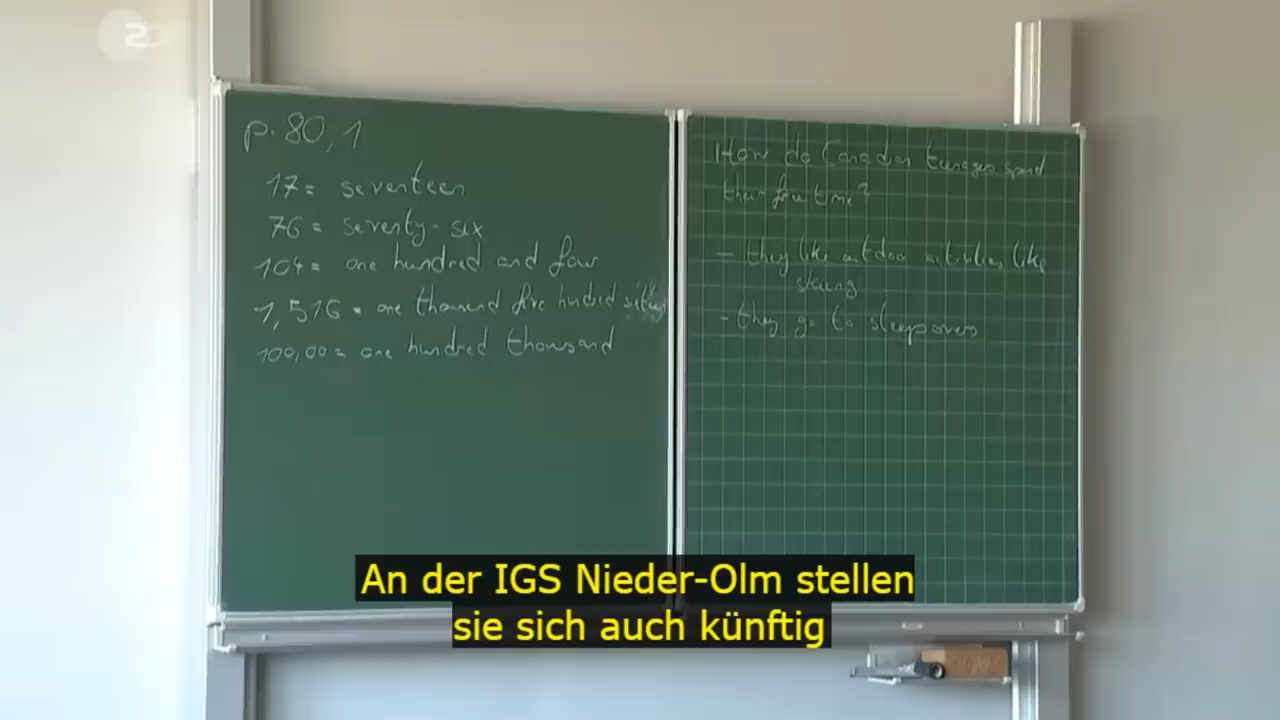 p. 80, 1
17 = seventeen
76 = seventy-six
104 = one hundred and four
1,516 = one thousand five hundred sixteen
100,00 = one hundred thousand
How do Canadian teenagers spend
their free time?
- they like outdoor activities like
skiing
- they go to sleepovers
An der IGS Nieder-Olm stellen
sie sich auch künftig